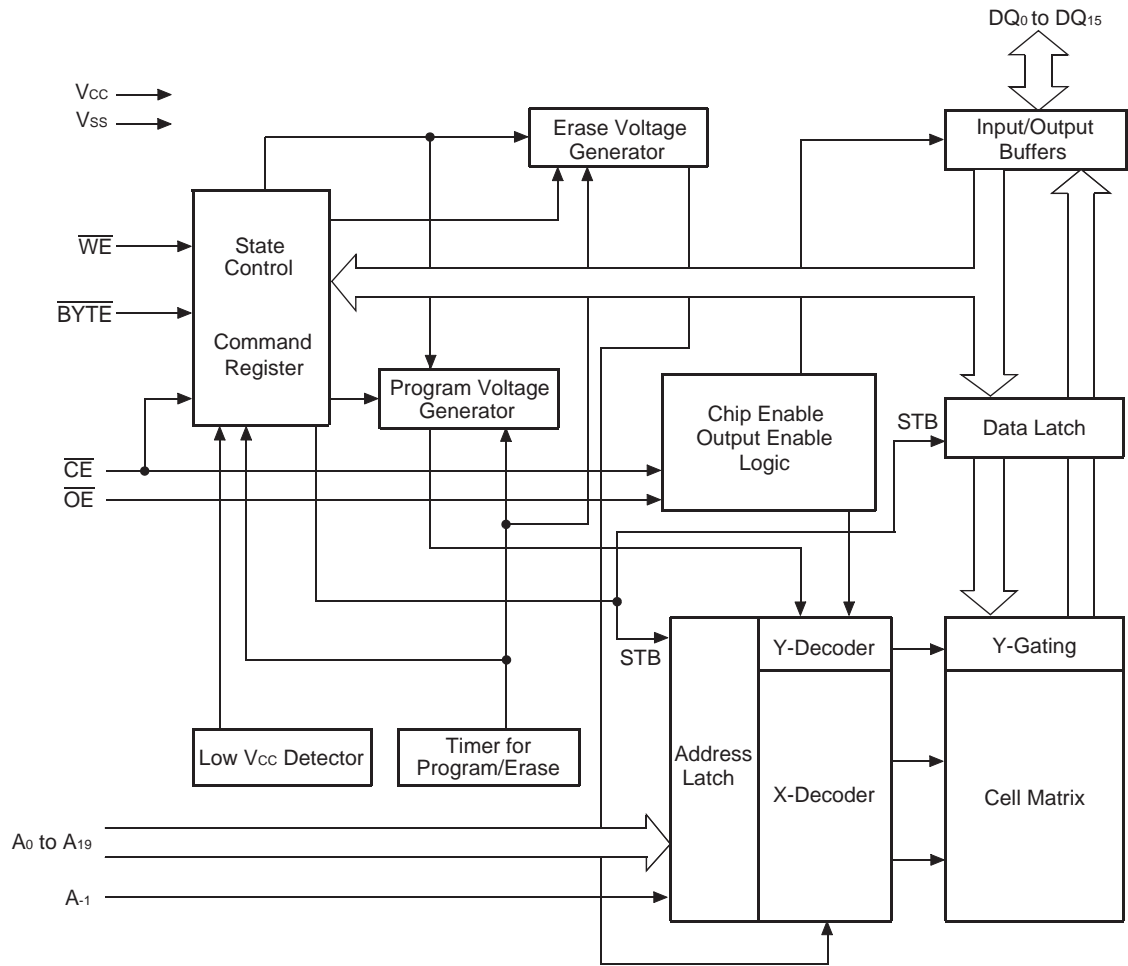 DQ0 to DQ15
VCC
VSS
Erase Voltage
Generator
Input/Output
Buffers
WE
State
Control
BYTE
Command
Register
Program Voltage
Generator
Chip Enable
Output Enable
Logic
STB
Data Latch
CE
OE
STB
Y-Decoder
Y-Gating
Low VCC Detector
Timer for
Program/Erase
Address
Latch
X-Decoder
Cell Matrix
A0 to A19
A-1